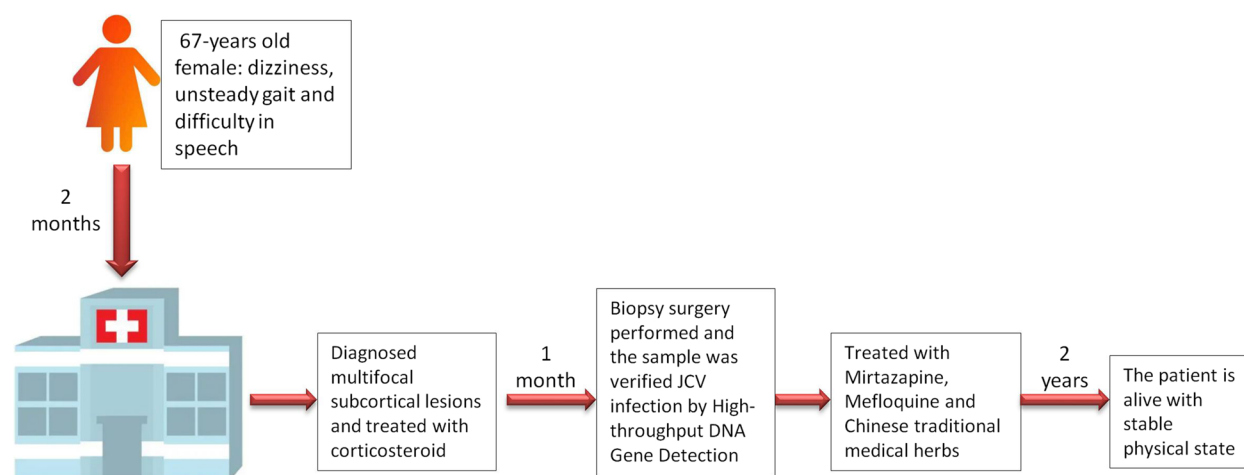 67-years old
female: dizziness,
unsteady gait and
difficulty in
speech
2
months
Diagnosed
multifocal
subcortical lesions
and treated with
corticosteroid
1
month
Biopsy surgery
performed and
the sample was
verified JCV
infection by High-
throughput DNA
Gene Detection
Treated with
Mirtazapine,
Mefloquine and
Chinese traditional
medical herbs
2
years
The patient is
alive with
stable
physical state